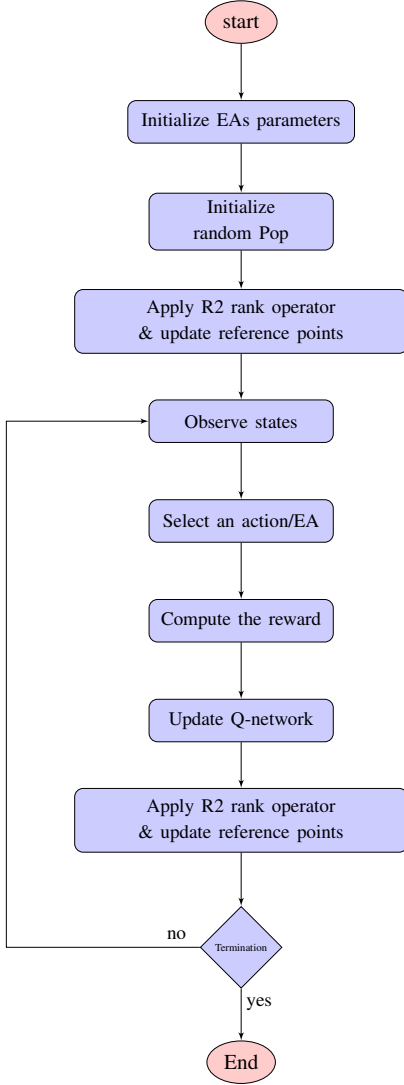 start
Initialize EAs parameters
Initialize
random Pop
Apply R2 rank operator
& update reference points
Observe states
Select an action/EA
Compute the reward
Update Q-network
Apply R2 rank operator
& update reference points
no
Termination
yes
End